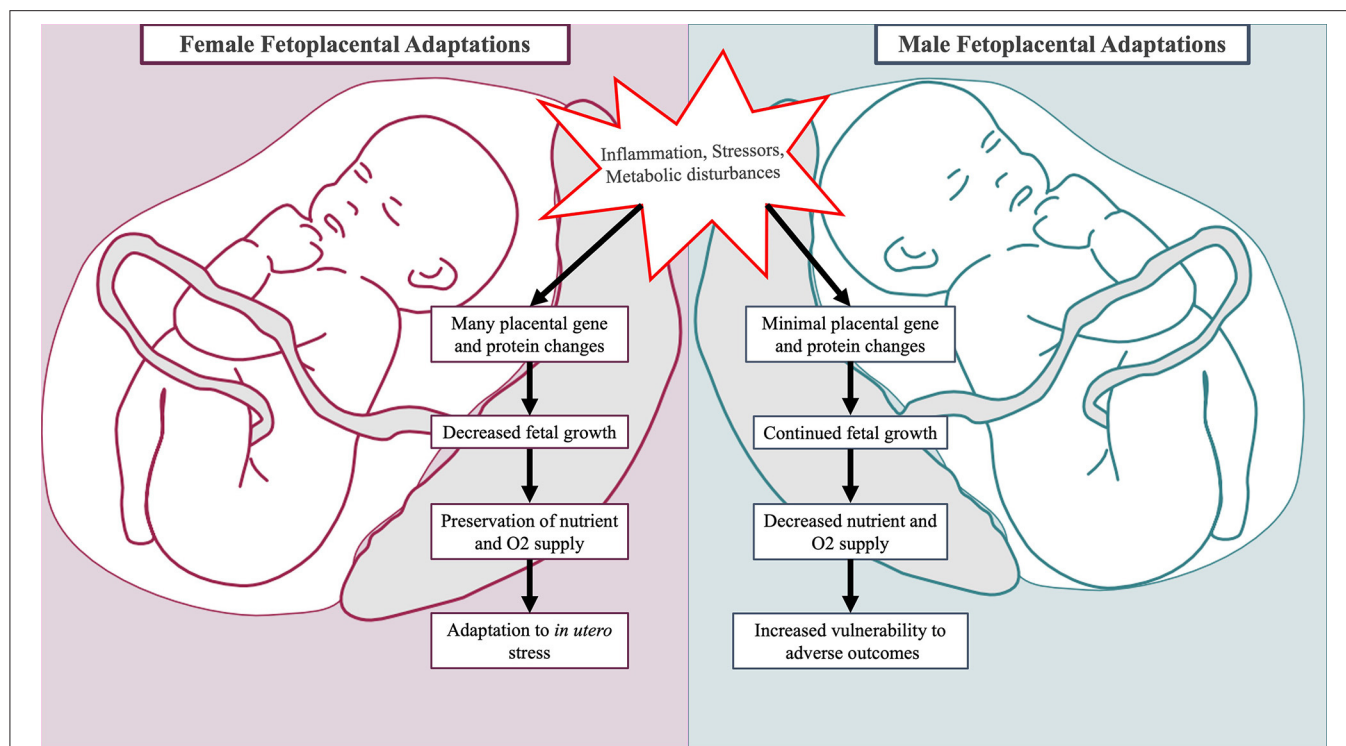 Female Fetoplacental Adaptations
Male Fetoplacental Adaptations
Inflammation, Stressors,
Metabolic disturbances
Many placental gene
and protein changes
Decreased fetal growth
Preservation of nutrient
and O2 supply
Adaptation to in utero
stress
Minimal placental gene
and protein changes
Continued fetal growth
Decreased nutrient and
O2 supply
Increased vulnerability to
adverse outcomes